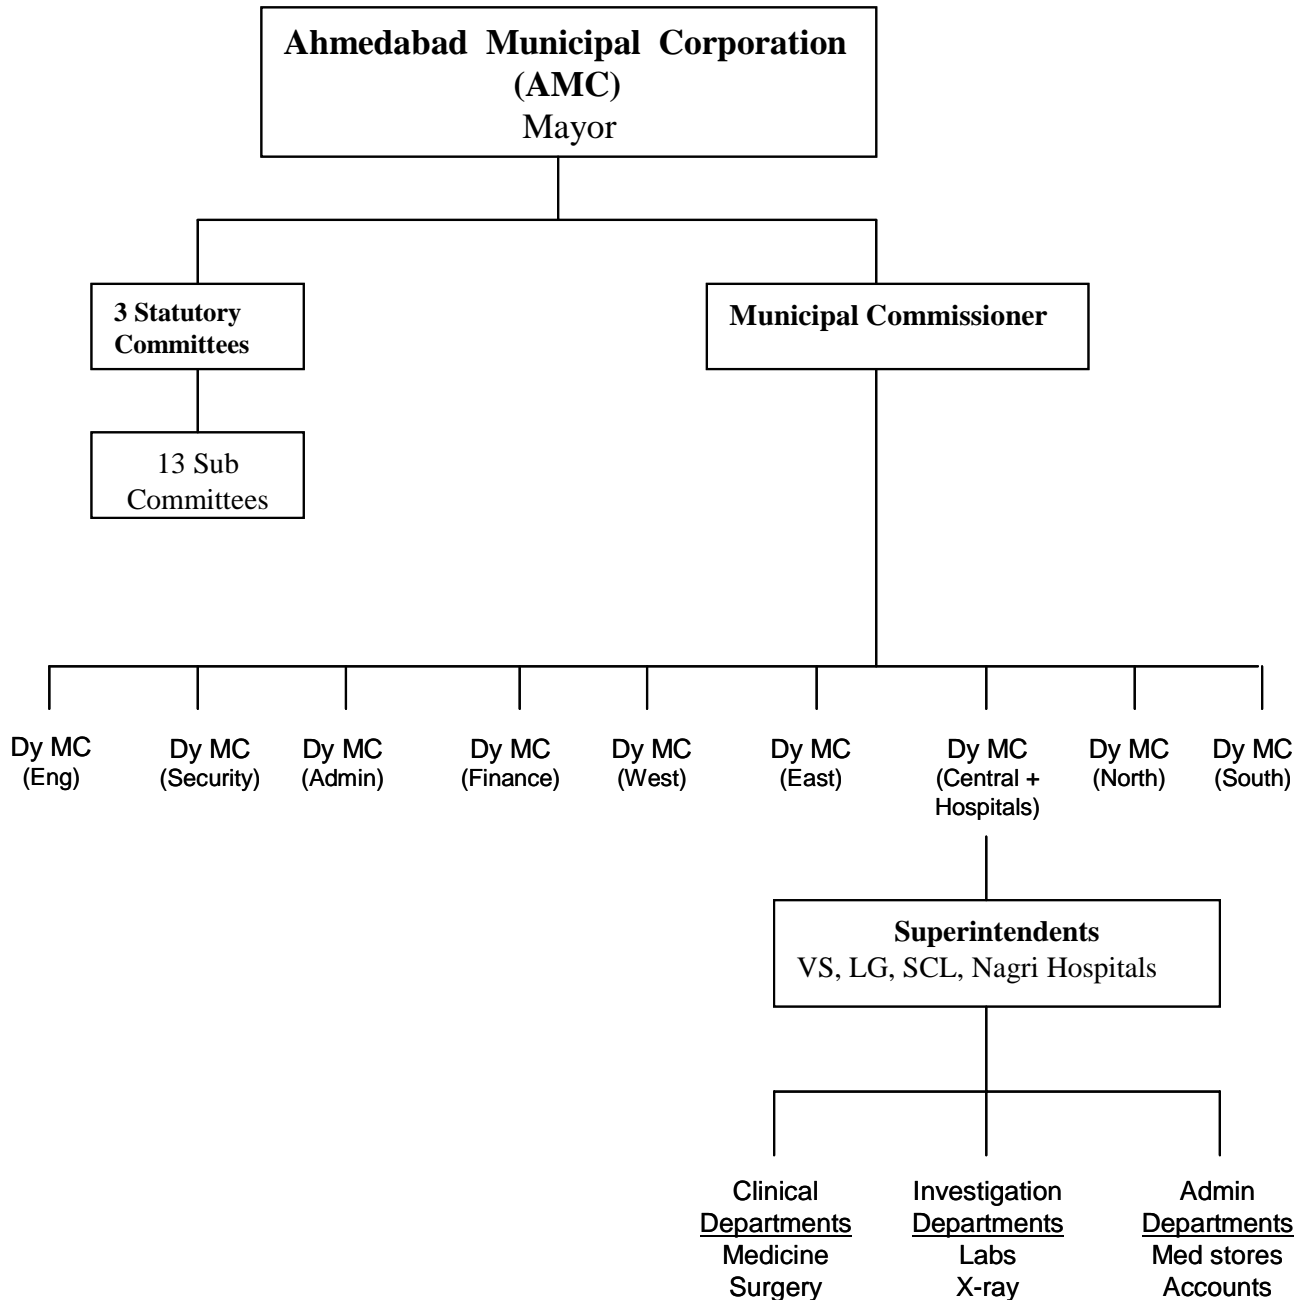 Ahmedabad Municipal Corporation
(AMC)
Mayor
3 Statutory
Committees
Municipal Commissioner
13 Sub
Committees
Dy MC
(Eng)
Dy MC
(Security)
Dy MC
(Admin)
Dy MC
(Finance)
Dy MC
(West)
Dy MC
(East)
Dy MC
(Central +
Hospitals)
Dy MC
(North)
Dy MC
(South)
Superintendents
VS, LG, SCL, Nagri Hospitals
Clinical
Departments
Medicine
Surgery
Investigation
Departments
Labs
X-ray
Admin
Departments
Med stores
Accounts